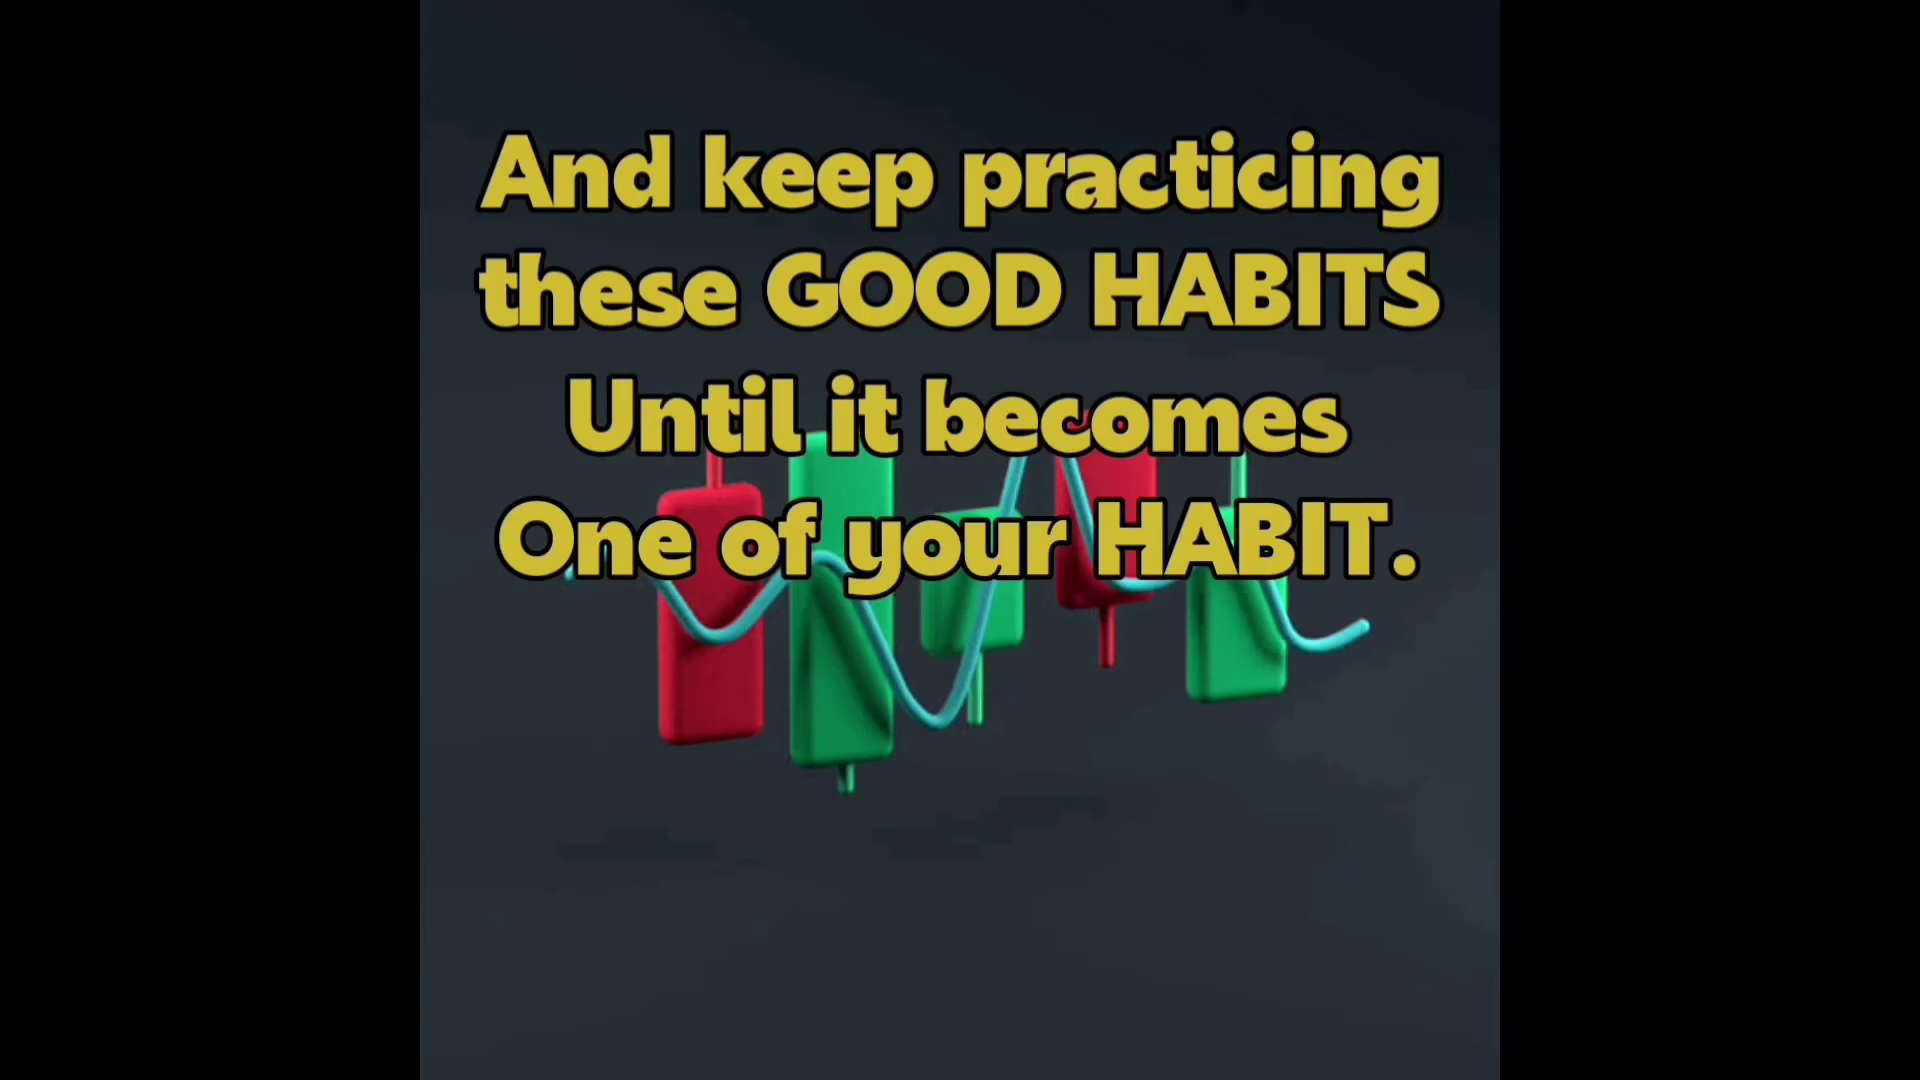 And keep practicing
these GOOD HABITS
Until it becomes
One of your HABIT.